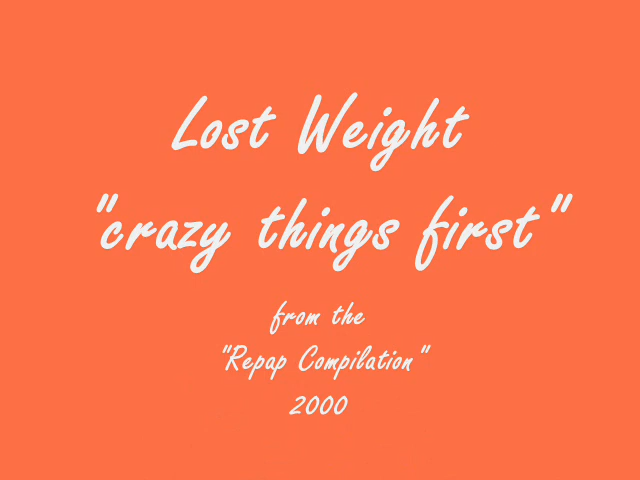 Lost Weight
"crazy things first"
from the
"Repap Compilation"
2000